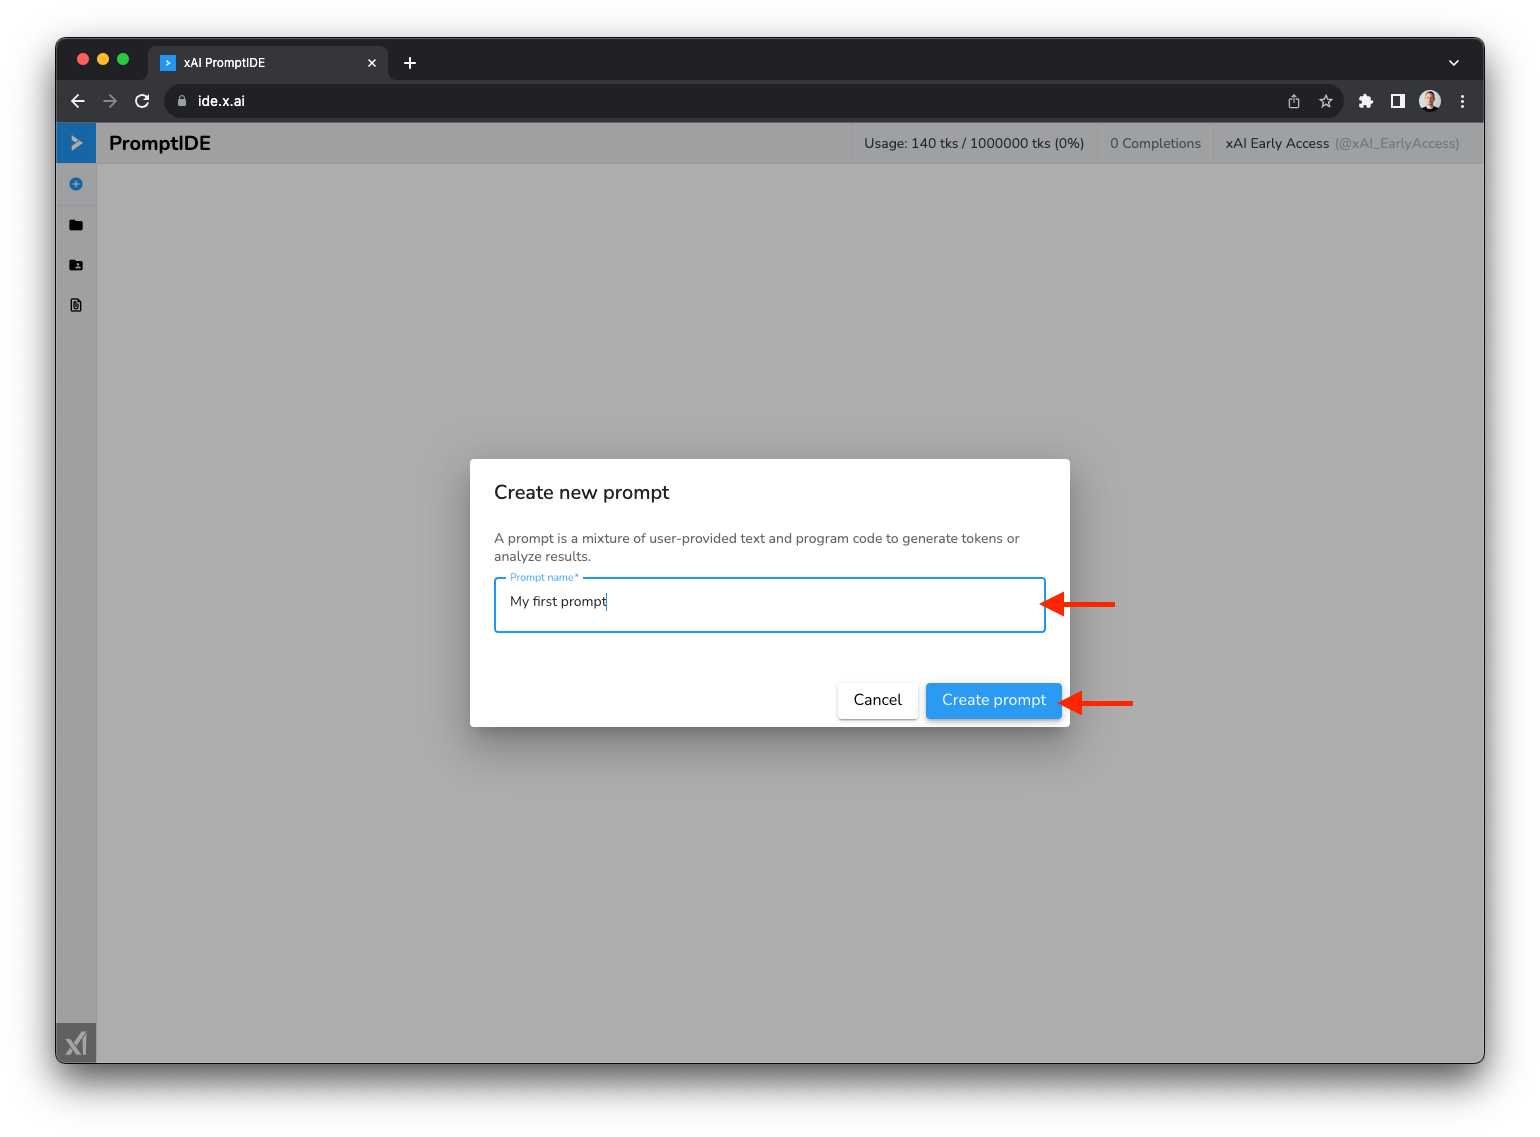 xAI PromptIDE
ide.x.ai
PromptIDE
Usage: 140 tks / 1000000 tks (0%)
0 Completions
xAI Early Access (@xAI_EarlyAccess)
Create new prompt
A prompt is a mixture of user-provided text and program code to generate tokens or
analyze results.
Prompt name*
My first prompt
Cancel
Create prompt
xI